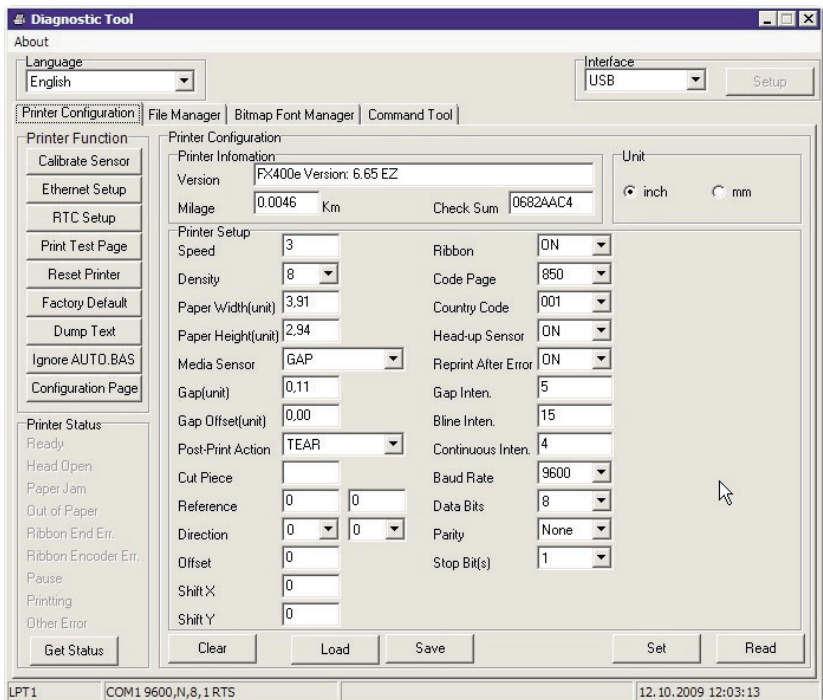 Diagnostic Tool
About
Language
English
Interface
USB
Setup
Printer Configuration File Manager Bitmap Font Manager Command Tool
Printer Function
Calibrate Sensor
Ethernet Setup
RTC Setup
Print Test Page
Reset Printer
Factory Default
Dump Text
Ignore AUTO.BAS
Configuration Page
Printer Status
Ready
Head Open
Paper Jam
Out of Paper
Ribbon End Err.
Ribbon Encoder Err.
Pause
Printting
Other Error
Get Status
Printer Configuration
Printer Infomation
Version FX400e Version: 6.65 EZ
Milage 0.0046 Km Check Sum 0682AAC4
Unit
inch mm
Printer Setup
Speed 3 Ribbon ON
Density 8 Code Page 850
Paper Width(unit) 3,91 Country Code 001
Paper Height(unit) 2,94 Head-up Sensor ON
Media Sensor GAP Reprint After Error ON
Gap(unit) 0,11 Gap Inten. 5
Gap Offset(unit) 0,00 Bline Inten. 15
Post-Print Action TEAR Continuous Inten. 4
Cut Piece Baud Rate 9600
Reference 0 0 Data Bits 8
Direction 0 0 Parity None
Offset 0 Stop Bit(s) 1
Shift X 0
Shift Y 0
Clear Load Save Set Read
LPT1 COM1 9600,N,8,1 RTS 12.10.2009 12:03:13